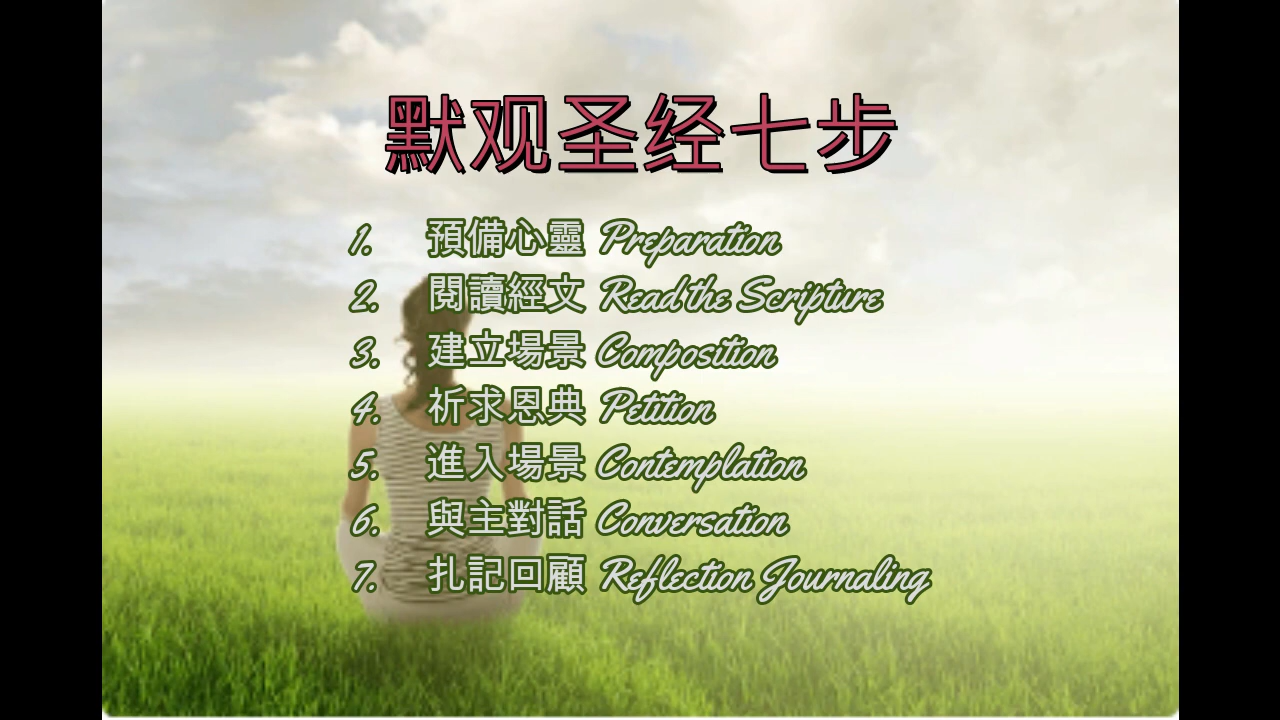 默观圣经七步
1. 預備心靈 Preparation
2. 閱讀經文 Read the Scripture
3. 建立場景 Composition
4. 祈求恩典 Petition
5. 進入場景 Contemplation
6. 與主對話 Conversation
7. 扎記回顧 Reflection Journaling